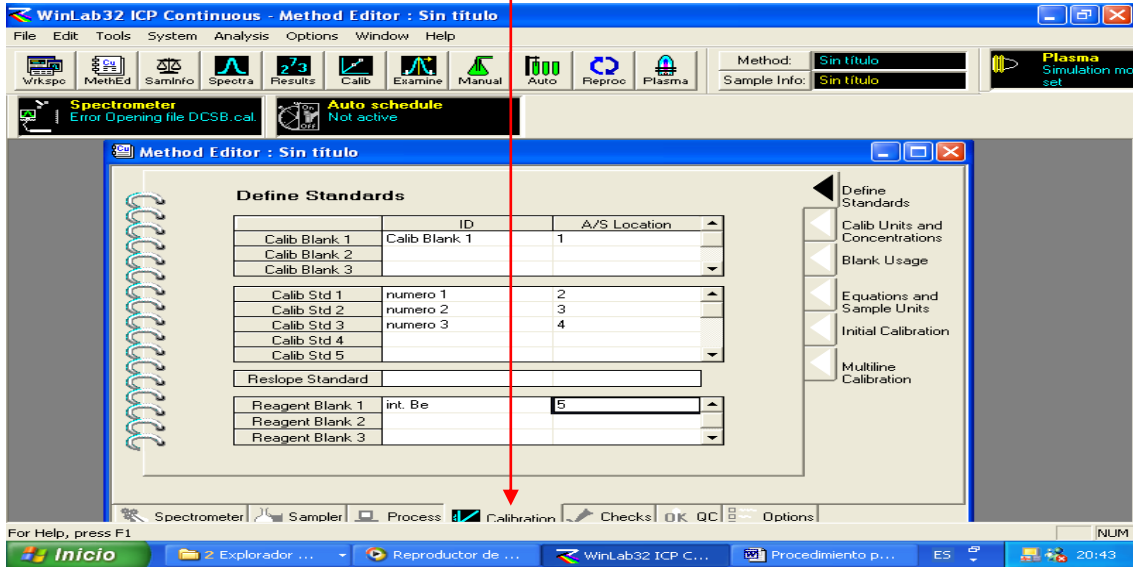 WinLab32 ICP Continuous - Method Editor : Sin título
File Edit Tools System Analysis Options Window Help
Wrkspc MethEd SamInfo Spectra Results Calib Examine Manual Auto Reproc Plasma
Method: Sin título
Sample Info: Sin título
Plasma
Simulation mo
set
Spectrometer
Error Opening file DCSB.cal.
Auto schedule
Not active
Method Editor : Sin título
Define Standards
ID A/S Location
Calib Blank 1 Calib Blank 1 1
Calib Blank 2
Calib Blank 3
Calib Std 1 numero 1 2
Calib Std 2 numero 2 3
Calib Std 3 numero 3 4
Calib Std 4
Calib Std 5
Reslope Standard
Reagent Blank 1 int. Be 5
Reagent Blank 2
Reagent Blank 3
Define
Standards
Calib Units and
Concentrations
Blank Usage
Equations and
Sample Units
Initial Calibration
Multiline
Calibration
Spectrometer Sampler Process Calibration Checks OK QC Options
For Help, press F1
NUM
Inicio 2 Explorador ... Reproductor de ... WinLab32 ICP C... Procedimiento p... ES 20:43